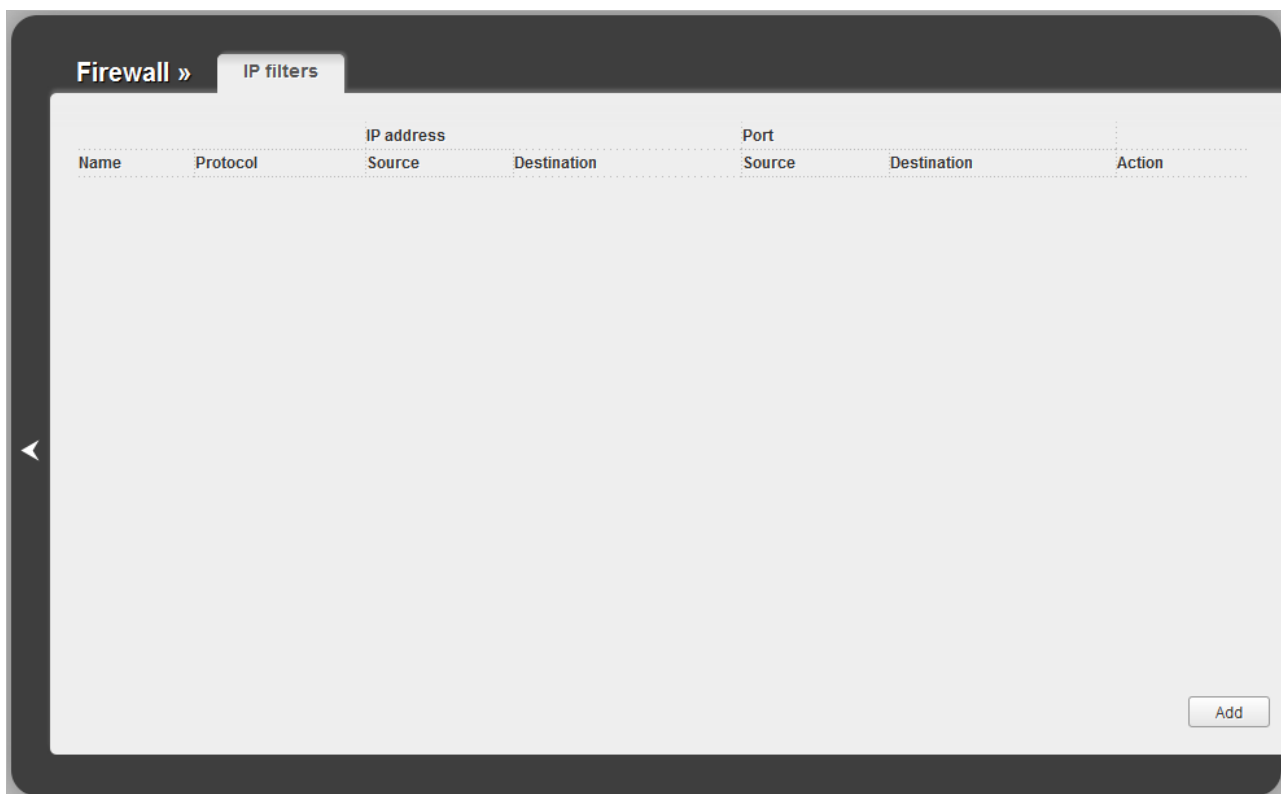 Firewall » IP filters
IP address Port
Name Protocol Source Destination Source Destination Action
Add